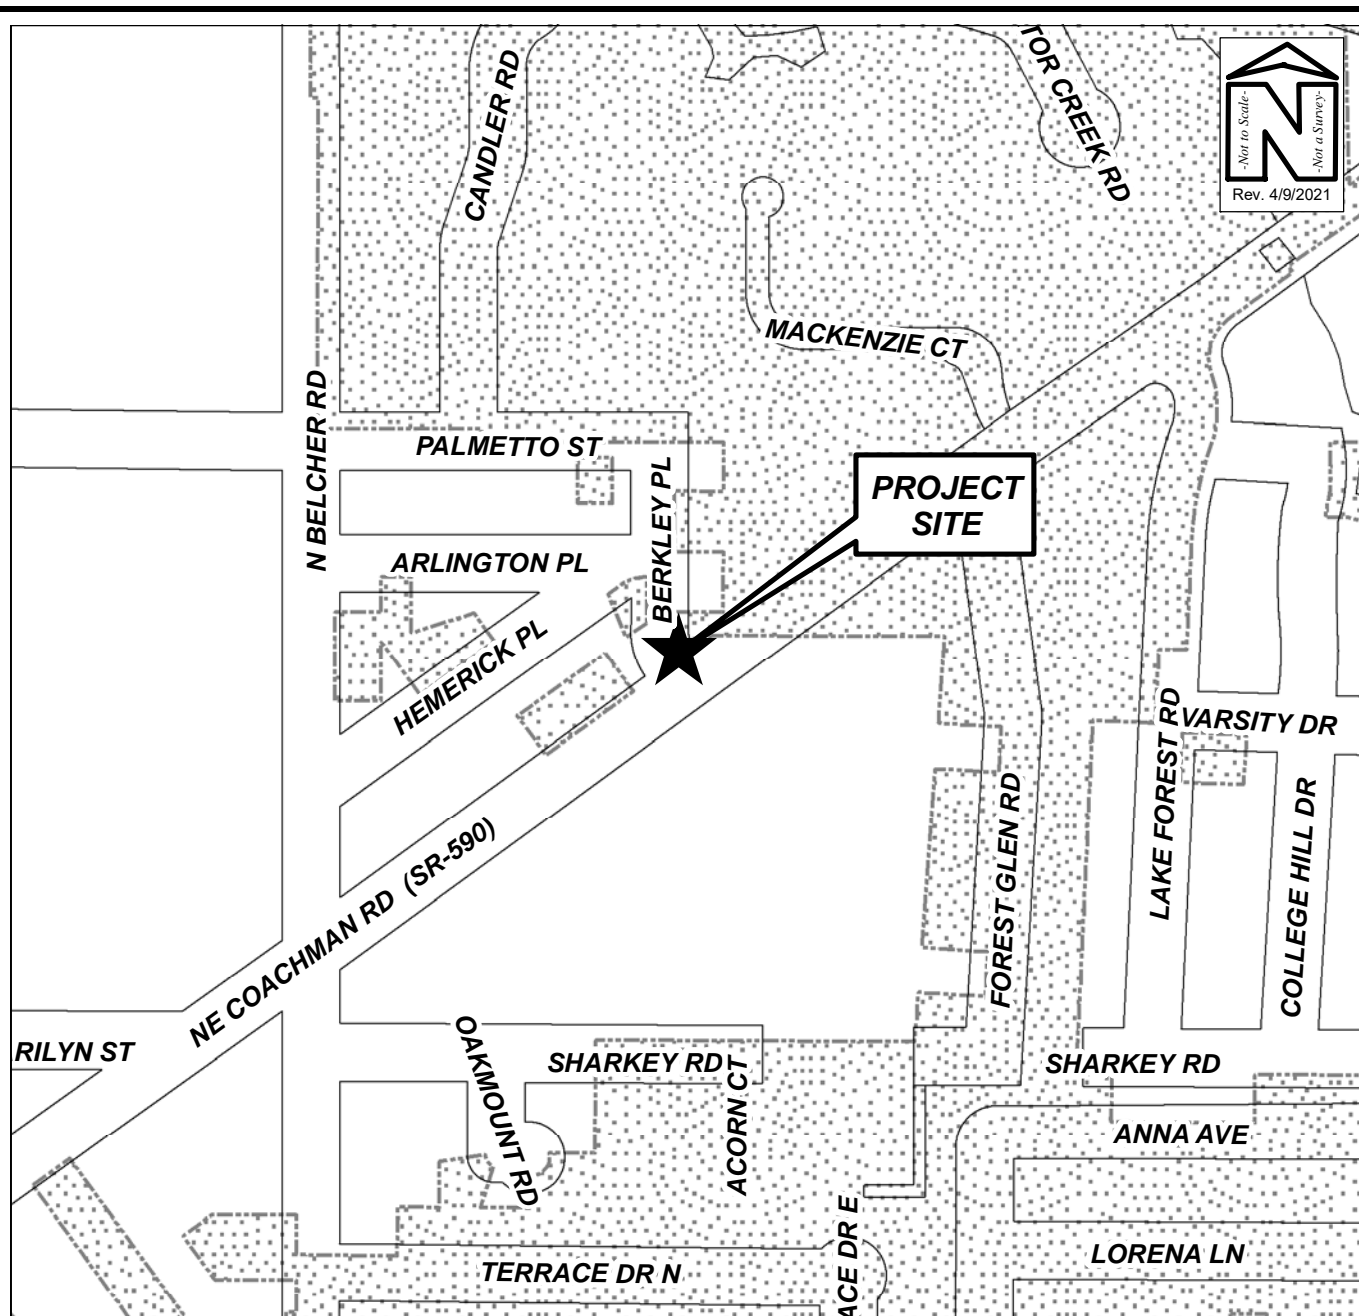 CANDLER RD
TOR CREEK RD
-Not to Scale-
N
-Not a Survey-
Rev. 4/9/2021
MACKENZIE CT
N BELCHER RD
PALMETTO ST
BERKLEY PL
PROJECT
SITE
ARLINGTON PL
HEMERICK PL
LAKE FOREST RD
VARSITY DR
FOREST GLEN RD
COLLEGE HILL DR
NE COACHMAN RD (SR-590)
RILYN ST
OAKMOUNT RD
SHARKEY RD
ACORN CT
SHARKEY RD
ANNA AVE
ACE DR E
LORENA LN
TERRACE DR N